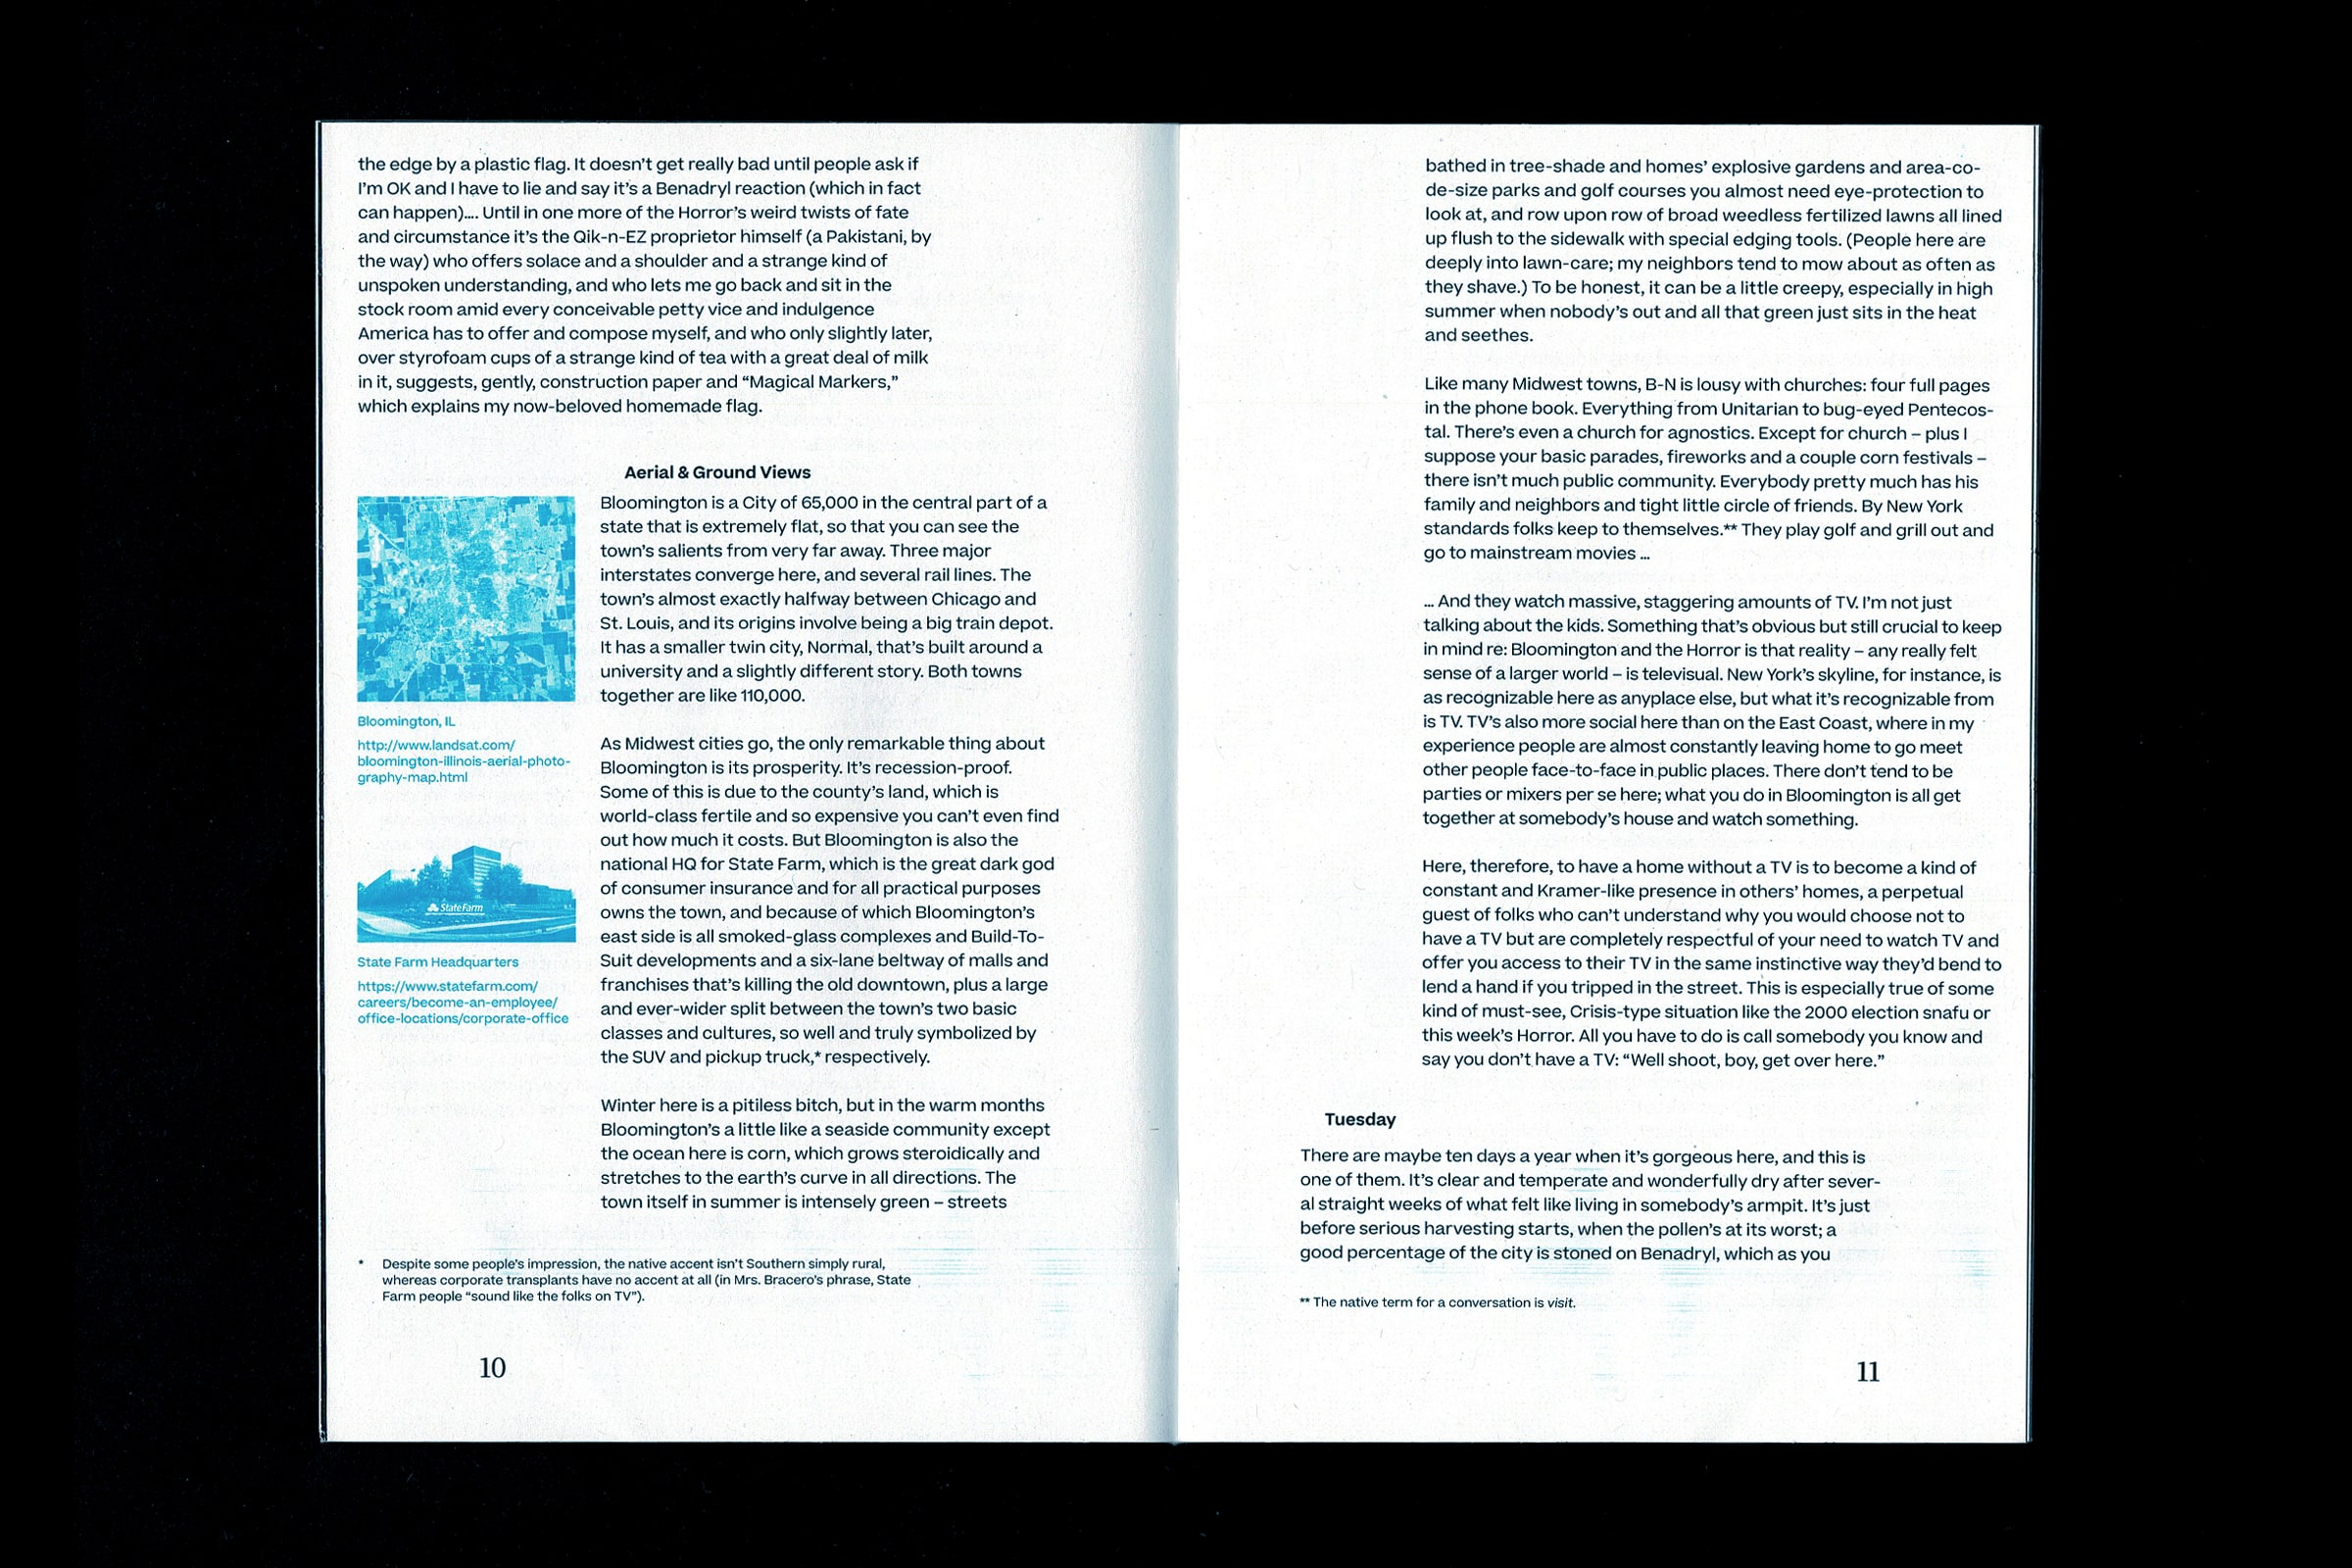 the edge by a plastic flag. It doesn’t get really bad until people ask if
I’m OK and I have to lie and say it’s a Benadryl reaction (which in fact
can happen)…. Until in one more of the Horror’s weird twists of fate
and circumstance it’s the Qik-n-EZ proprietor himself (a Pakistani, by
the way) who offers solace and a shoulder and a strange kind of
unspoken understanding, and who lets me go back and sit in the
stock room amid every conceivable petty vice and indulgence
America has to offer and compose myself, and who only slightly later,
over styrofoam cups of a strange kind of tea with a great deal of milk
in it, suggests, gently, construction paper and “Magical Markers,”
which explains my now-beloved homemade flag.
Aerial & Ground Views
Bloomington is a City of 65,000 in the central part of a
state that is extremely flat, so that you can see the
town’s salients from very far away. Three major
interstates converge here, and several rail lines. The
town’s almost exactly halfway between Chicago and
St. Louis, and its origins involve being a big train depot.
It has a smaller twin city, Normal, that’s built around a
university and a slightly different story. Both towns
together are like 110,000.
Bloomington, IL
http://www.landsat.com/
bloomington-illinois-aerial-photo-
graphy-map.html
As Midwest cities go, the only remarkable thing about
Bloomington is its prosperity. It’s recession-proof.
Some of this is due to the county’s land, which is
world-class fertile and so expensive you can’t even find
out how much it costs. But Bloomington is also the
national HQ for State Farm, which is the great dark god
of consumer insurance and for all practical purposes
owns the town, and because of which Bloomington’s
east side is all smoked-glass complexes and Build-To-
Suit developments and a six-lane beltway of malls and
franchises that’s killing the old downtown, plus a large
and ever-wider split between the town’s two basic
classes and cultures, so well and truly symbolized by
the SUV and pickup truck,* respectively.
StateFarm
State Farm Headquarters
https://www.statefarm.com/
careers/become-an-employee/
office-locations/corporate-office
Winter here is a pitiless bitch, but in the warm months
Bloomington’s a little like a seaside community except
the ocean here is corn, which grows steroidically and
stretches to the earth’s curve in all directions. The
town itself in summer is intensely green – streets
* Despite some people’s impression, the native accent isn’t Southern simply rural,
whereas corporate transplants have no accent at all (in Mrs. Bracero’s phrase, State
Farm people “sound like the folks on TV”).
10
bathed in tree-shade and homes’ explosive gardens and area-co-
de-size parks and golf courses you almost need eye-protection to
look at, and row upon row of broad weedless fertilized lawns all lined
up flush to the sidewalk with special edging tools. (People here are
deeply into lawn-care; my neighbors tend to mow about as often as
they shave.) To be honest, it can be a little creepy, especially in high
summer when nobody’s out and all that green just sits in the heat
and seethes.
Like many Midwest towns, B-N is lousy with churches: four full pages
in the phone book. Everything from Unitarian to bug-eyed Pentecos-
tal. There’s even a church for agnostics. Except for church – plus I
suppose your basic parades, fireworks and a couple corn festivals –
there isn’t much public community. Everybody pretty much has his
family and neighbors and tight little circle of friends. By New York
standards folks keep to themselves.** They play golf and grill out and
go to mainstream movies …
… And they watch massive, staggering amounts of TV. I’m not just
talking about the kids. Something that’s obvious but still crucial to keep
in mind re: Bloomington and the Horror is that reality – any really felt
sense of a larger world – is televisual. New York’s skyline, for instance, is
as recognizable here as anyplace else, but what it’s recognizable from
is TV. TV’s also more social here than on the East Coast, where in my
experience people are almost constantly leaving home to go meet
other people face-to-face in public places. There don’t tend to be
parties or mixers per se here; what you do in Bloomington is all get
together at somebody’s house and watch something.
Here, therefore, to have a home without a TV is to become a kind of
constant and Kramer-like presence in others’ homes, a perpetual
guest of folks who can’t understand why you would choose not to
have a TV but are completely respectful of your need to watch TV and
offer you access to their TV in the same instinctive way they’d bend to
lend a hand if you tripped in the street. This is especially true of some
kind of must-see, Crisis-type situation like the 2000 election snafu or
this week’s Horror. All you have to do is call somebody you know and
say you don’t have a TV: “Well shoot, boy, get over here.”
Tuesday
There are maybe ten days a year when it’s gorgeous here, and this is
one of them. It’s clear and temperate and wonderfully dry after sever-
al straight weeks of what felt like living in somebody’s armpit. It’s just
before serious harvesting starts, when the pollen’s at its worst; a
good percentage of the city is stoned on Benadryl, which as you
** The native term for a conversation is visit.
11